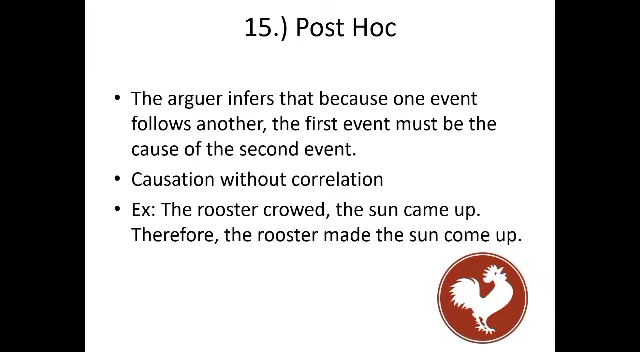 15.) Post Hoc
• The arguer infers that because one event
follows another, the first event must be the
cause of the second event.
• Causation without correlation
• Ex: The rooster crowed, the sun came up.
Therefore, the rooster made the sun come up.